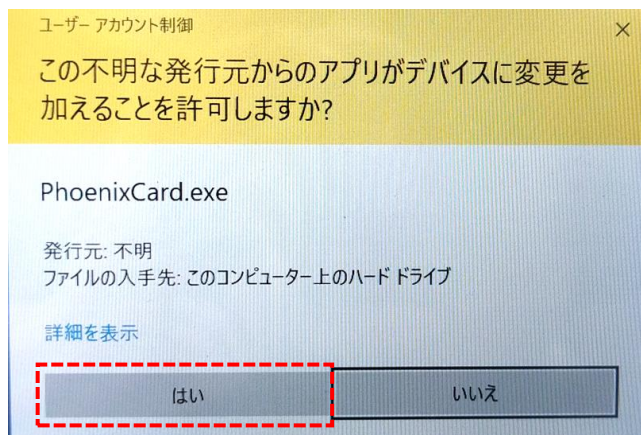 ユーザー アカウント制御
この不明な発行元からのアプリがデバイスに変更を
加えることを許可しますか?
PhoenixCard.exe
発行元: 不明
ファイルの入手先: このコンピューター上のハード ドライブ
詳細を表示
はい
いいえ